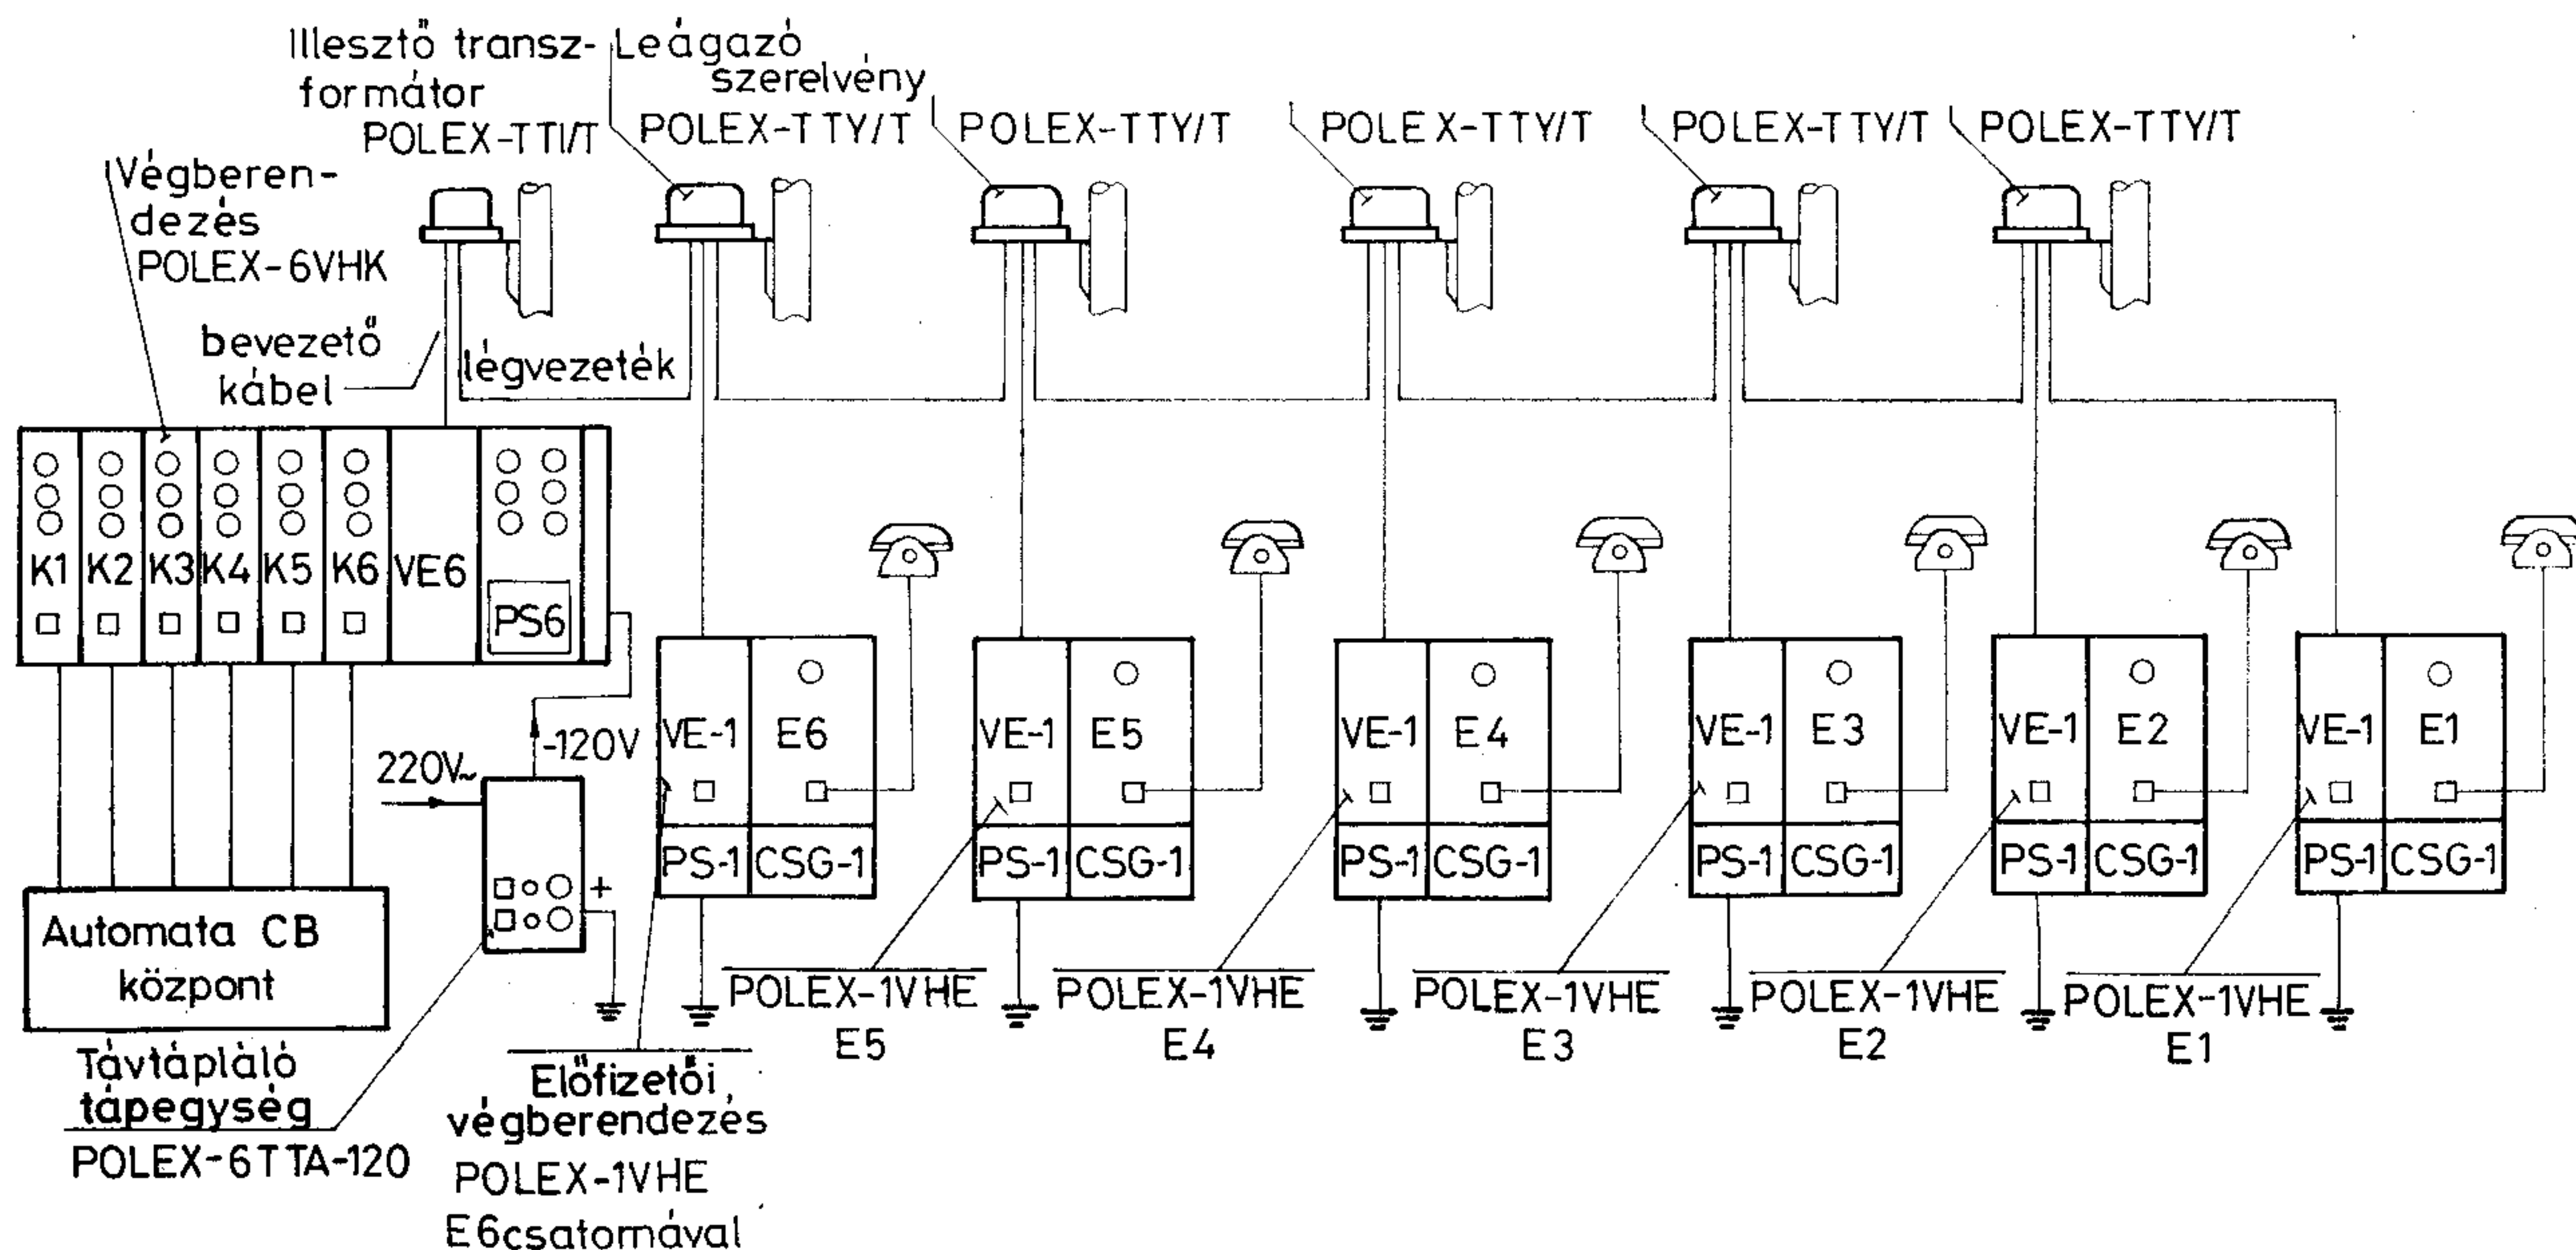 Illesztő transz-
formátor
POLEX-TTI/T
Leágazó
szerelvény
POLEX-TTY/T
POLEX-TTY/T
POLEX-TTY/T
POLEX-TTY/T
POLEX-TTY/T
Végberen-
dezés
POLEX-6VHK
bevezető
kábel
légvezeték
K1 K2 K3 K4 K5 K6 VE6 PS6
220V~
-120V
+
Automata CB
központ
Távtápláló
tápegység
POLEX-6TTA-120
VE-1 E6
PS-1 CSG-1
VE-1 E5
PS-1 CSG-1
VE-1 E4
PS-1 CSG-1
VE-1 E3
PS-1 CSG-1
VE-1 E2
PS-1 CSG-1
VE-1 E1
PS-1 CSG-1
Előfizetői
végberendezés
POLEX-1VHE
E6csatornával
POLEX-1VHE
E5
POLEX-1VHE
E4
POLEX-1VHE
E3
POLEX-1VHE
E2
POLEX-1VHE
E1